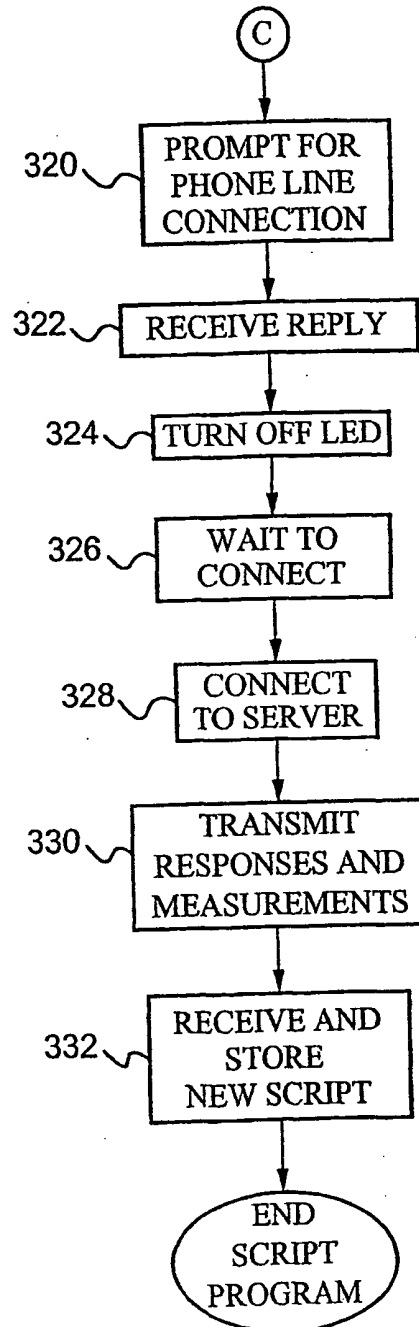 C
320
PROMPT FOR
PHONE LINE
CONNECTION
322
RECEIVE REPLY
324
TURN OFF LED
326
WAIT TO
CONNECT
328
CONNECT
TO SERVER
330
TRANSMIT
RESPONSES AND
MEASUREMENTS
332
RECEIVE AND
STORE
NEW SCRIPT
END
SCRIPT
PROGRAM